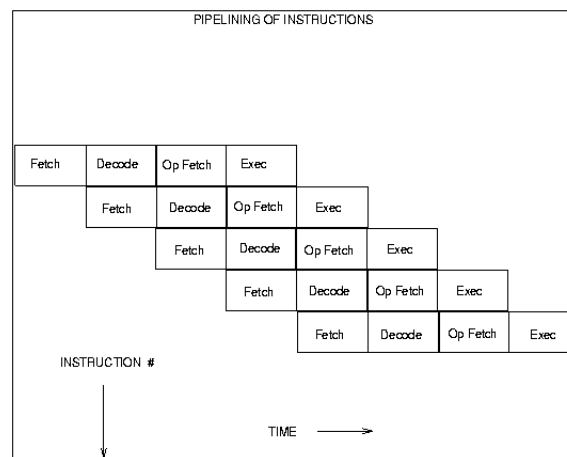 PIPELINING OF INSTRUCTIONS
Fetch Decode Op Fetch Exec
Fetch Decode Op Fetch Exec
Fetch Decode Op Fetch Exec
Fetch Decode Op Fetch Exec
Fetch Decode Op Fetch Exec
INSTRUCTION #
TIME